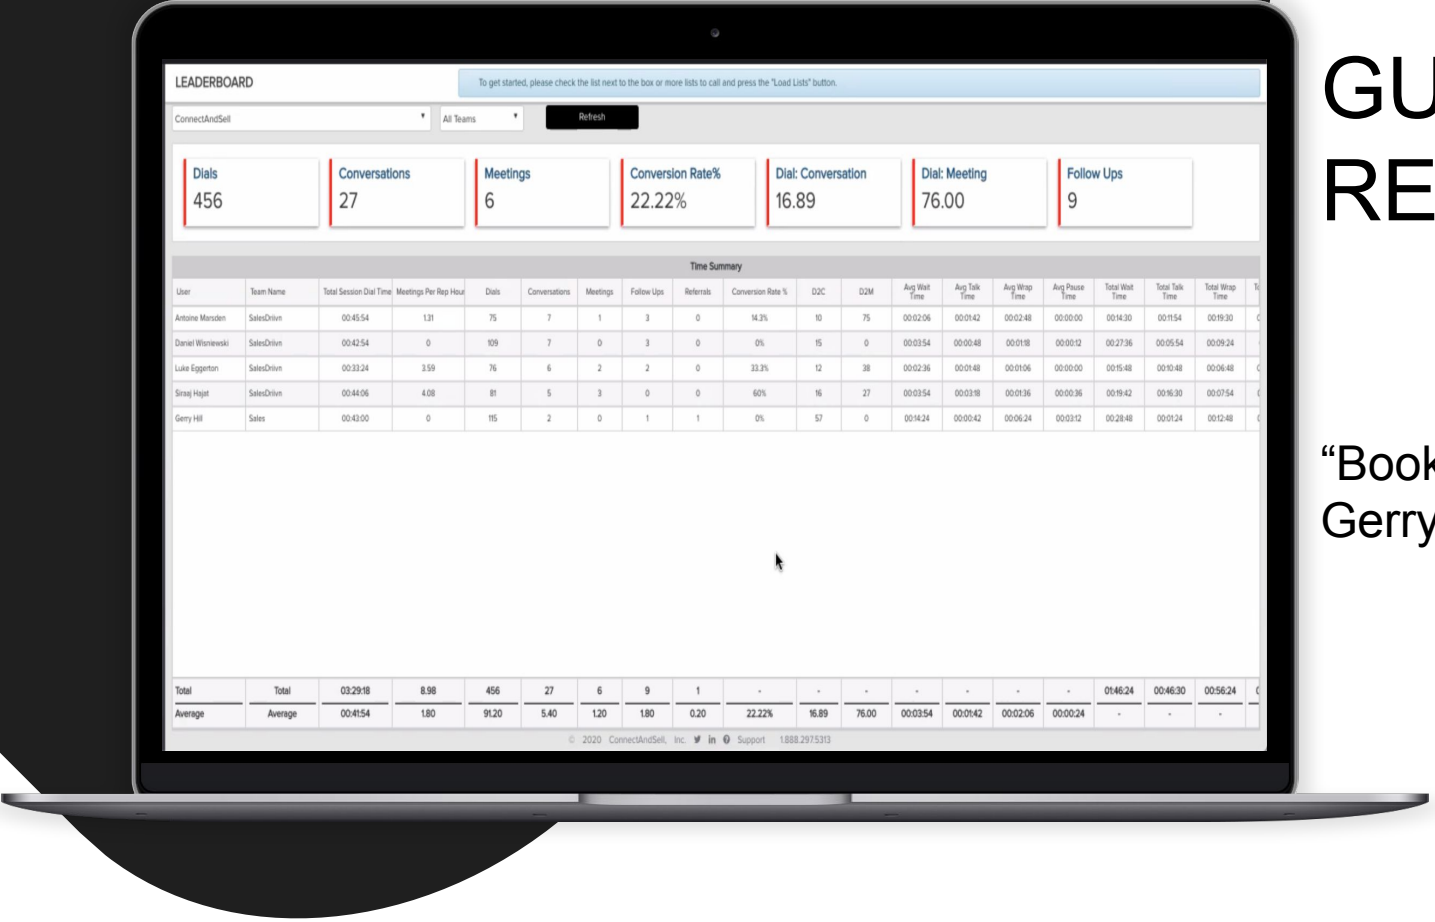 LEADERBOARD
To get started, please check the list next to the box or more lists to call and press the "Load Lists" button.
ConnectAndSell ▾ All Teams ▾ Refresh
Dials Conversations Meetings Conversion Rate% Dial: Conversation Dial: Meeting Follow Ups
456 27 6 22.22% 16.89 76.00 9
Time Summary
User Team Name Total Session Dial Time Meetings Per Rep Hour Dials Conversations Meetings Follow Ups Referrals Conversion Rate % D2C D2M Avg Wait Time Avg Talk Time Avg Wrap Time Avg Pause Time Total Wait Time Total Talk Time Total Wrap Time
Antoine Marsden SalesDriivn 00:45:54 1.31 75 7 1 3 0 14.3% 10 75 00:02:06 00:01:42 00:02:48 00:00:00 00:14:30 00:11:54 00:19:30
Daniel Wisniewski SalesDriivn 00:42:54 0 109 7 0 3 0 0% 15 0 00:03:54 00:00:48 00:01:18 00:00:12 00:27:36 00:05:54 00:09:24
Luke Eggerton SalesDriivn 00:33:24 3.59 76 6 2 2 0 33.3% 12 38 00:02:36 00:01:48 00:01:06 00:00:00 00:15:48 00:10:48 00:06:48
Siraaj Hajat SalesDriivn 00:44:06 4.08 81 5 3 0 0 60% 16 27 00:03:54 00:03:18 00:01:36 00:00:36 00:19:42 00:16:30 00:07:54
Gerry Hill Sales 00:43:00 0 115 2 0 1 1 0% 57 0 00:14:24 00:00:42 00:06:24 00:03:12 00:28:48 00:01:24 00:12:48
Total Total 03:29:18 8.98 456 27 6 9 1 - - - - - - - 01:46:24 00:46:30 00:56:24
Average Average 00:41:54 1.80 91.20 5.40 1.20 1.80 0.20 22.22% 16.89 76.00 00:03:54 00:01:42 00:02:06 00:00:24 - - -
© 2020 ConnectAndSell, Inc. in Support 1.888.297.5313
GU
RE
“Book
Gerry